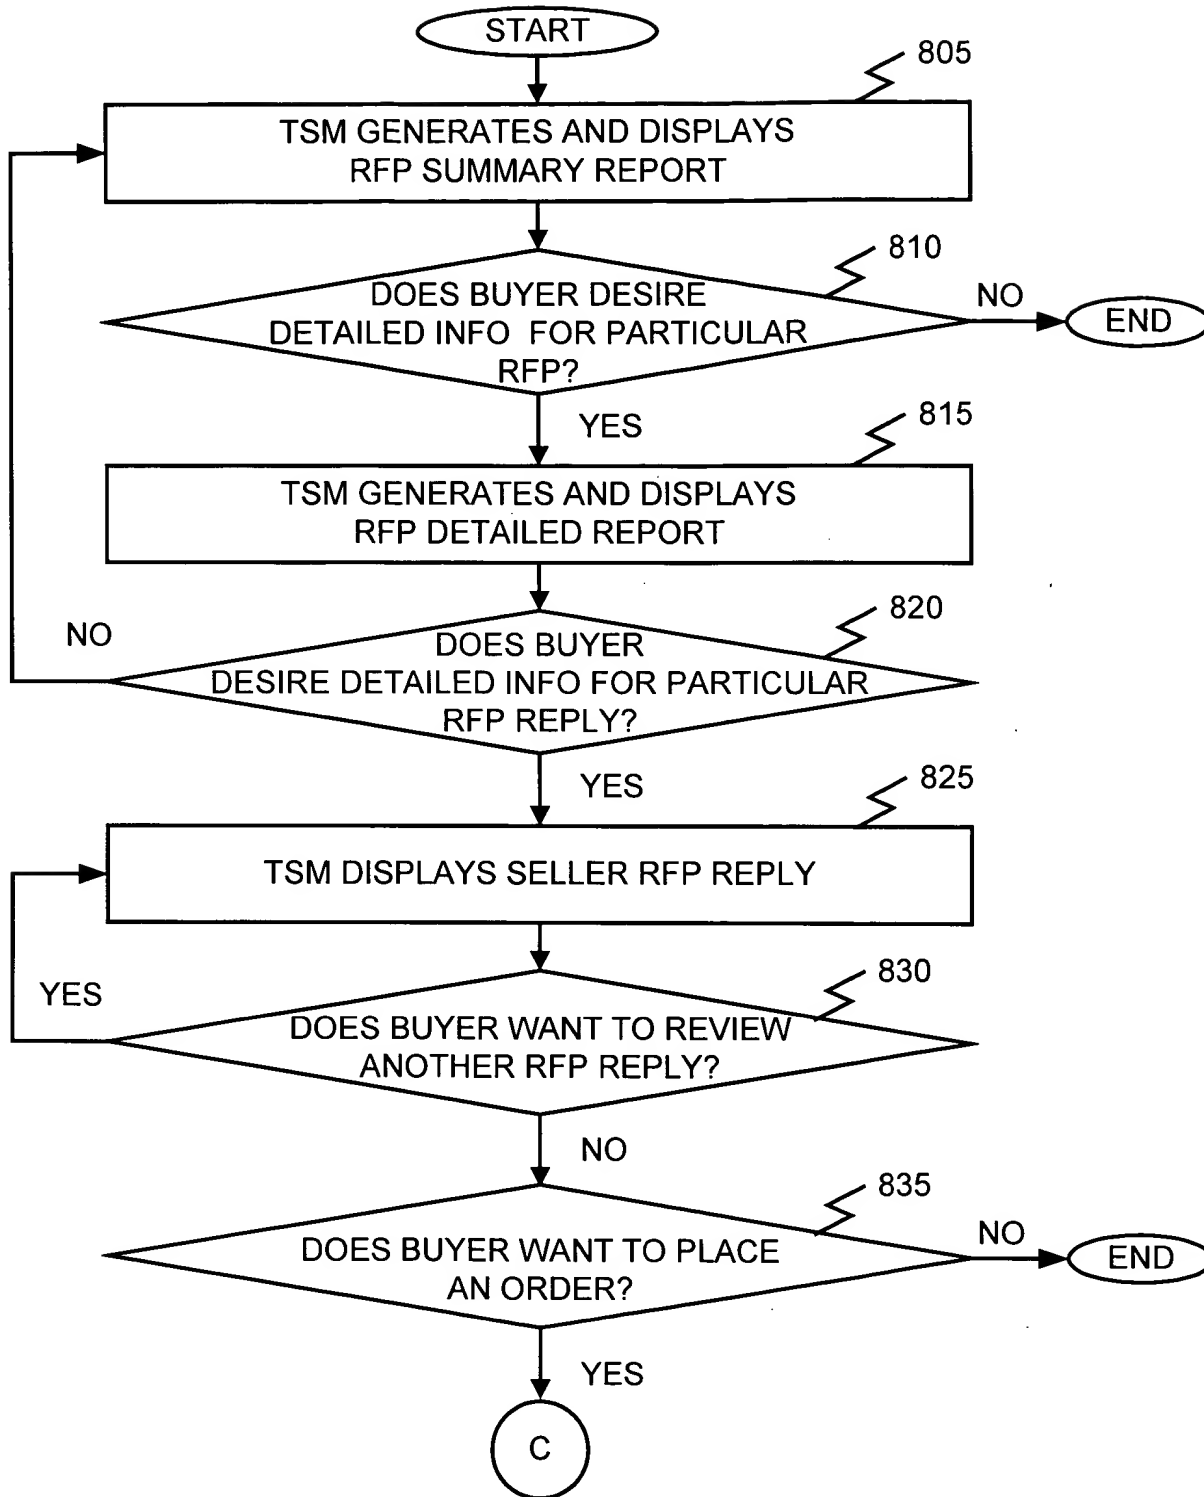 START
805
TSM GENERATES AND DISPLAYS
RFP SUMMARY REPORT
810
DOES BUYER DESIRE
DETAILED INFO FOR PARTICULAR
RFP?
NO
END
YES
815
TSM GENERATES AND DISPLAYS
RFP DETAILED REPORT
820
NO
DOES BUYER
DESIRE DETAILED INFO FOR PARTICULAR
RFP REPLY?
YES
825
TSM DISPLAYS SELLER RFP REPLY
830
YES
DOES BUYER WANT TO REVIEW
ANOTHER RFP REPLY?
NO
835
DOES BUYER WANT TO PLACE
AN ORDER?
NO
END
YES
C